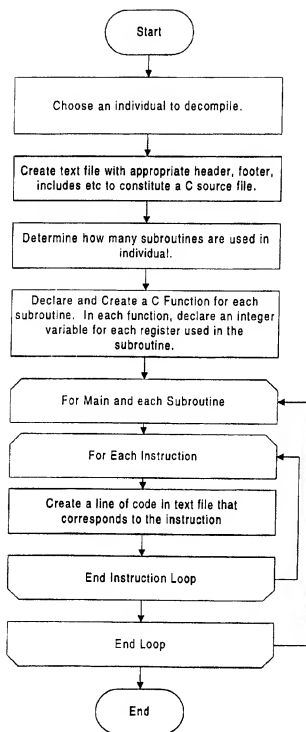 Start
Choose an individual to decompile.
Create text file with appropriate header, footer,
includes etc to constitute a C source file.
Determine how many subroutines are used in
individual.
Declare and Create a C Function for each
subroutine. In each function, declare an integer
variable for each register used in the
subroutine.
For Main and each Subroutine
For Each Instruction
Create a line of code in text file that
corresponds to the instruction
End Instruction Loop
End Loop
End